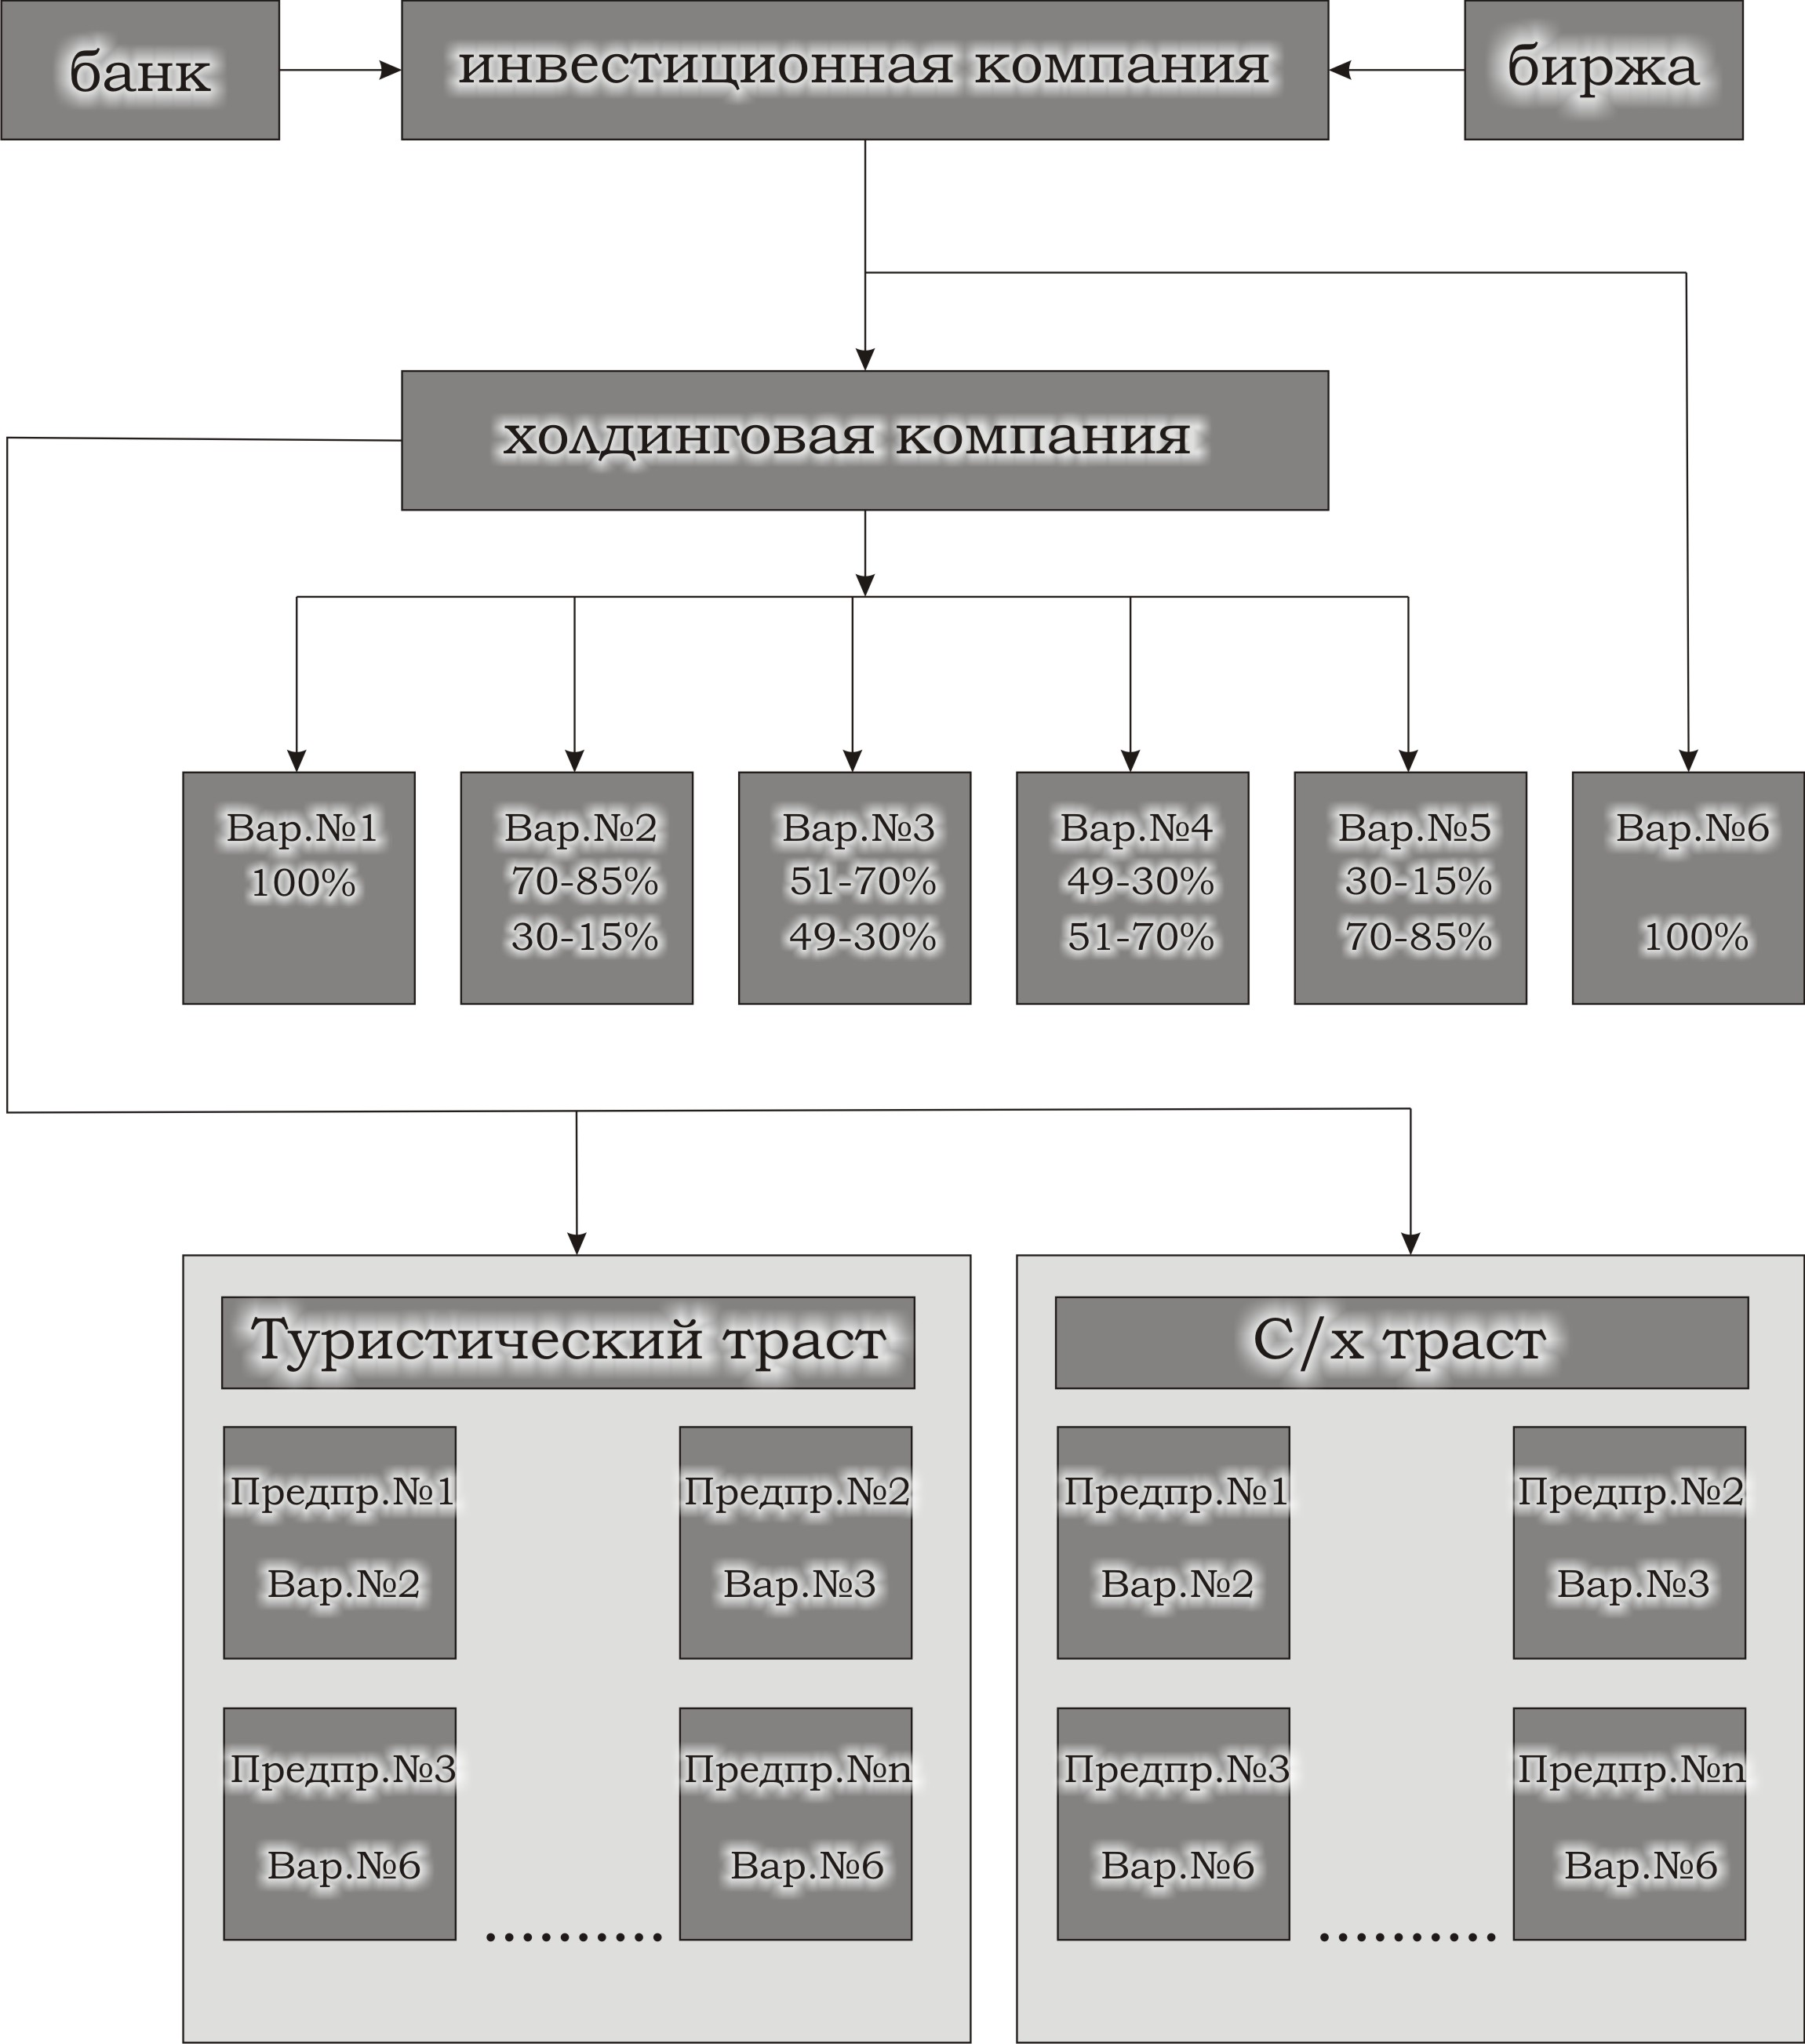 банк
инвестиционная компания
биржа
холдинговая компания
Вар.№1
100%
Вар.№2
70-85%
30-15%
Вар.№3
51-70%
49-30%
Вар.№4
49-30%
51-70%
Вар.№5
30-15%
70-85%
Вар.№6
100%
Туристический траст
Предпр.№1
Вар.№2
Предпр.№2
Вар.№3
Предпр.№3
Вар.№6
..........
Предпр.№n
Вар.№6
С/х траст
Предпр.№1
Вар.№2
Предпр.№2
Вар.№3
Предпр.№3
Вар.№6
..........
Предпр.№n
Вар.№6